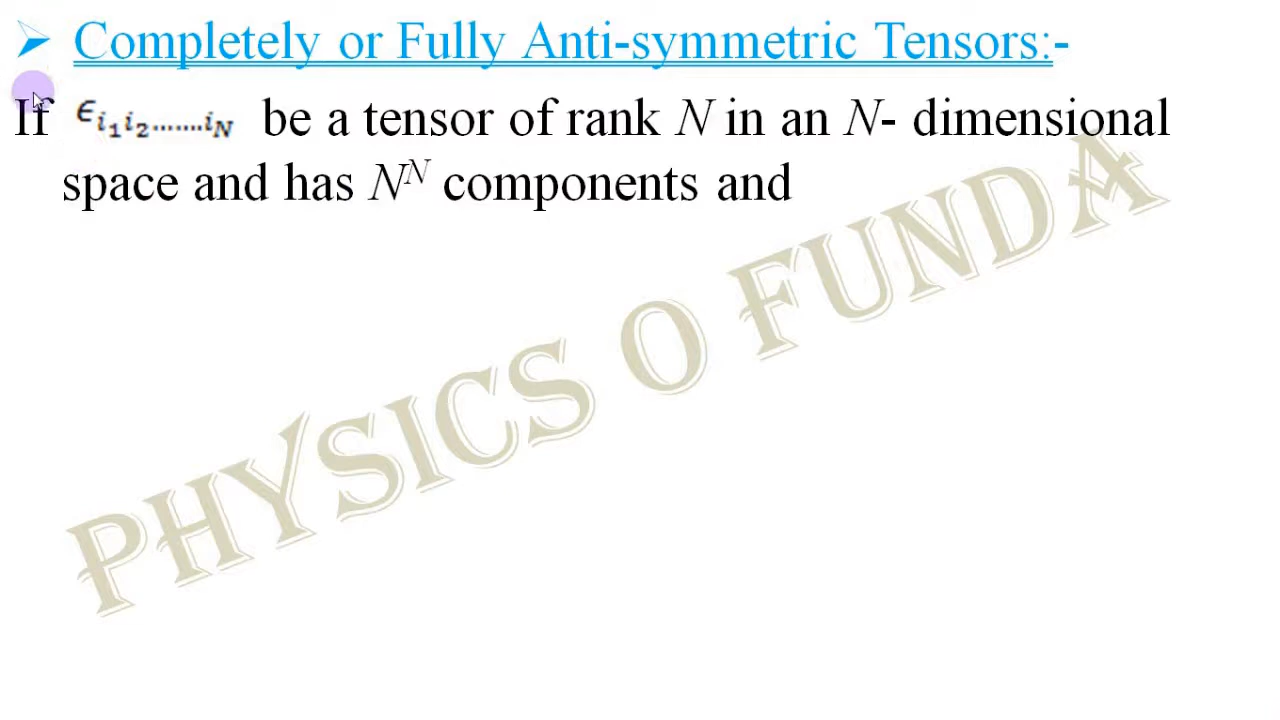 ➢ Completely or Fully Anti-symmetric Tensors:-
If ϵ_{i₁i₂.......i_N} be a tensor of rank N in an N- dimensional
space and has N^N components and
PHYSICS O FUNDA